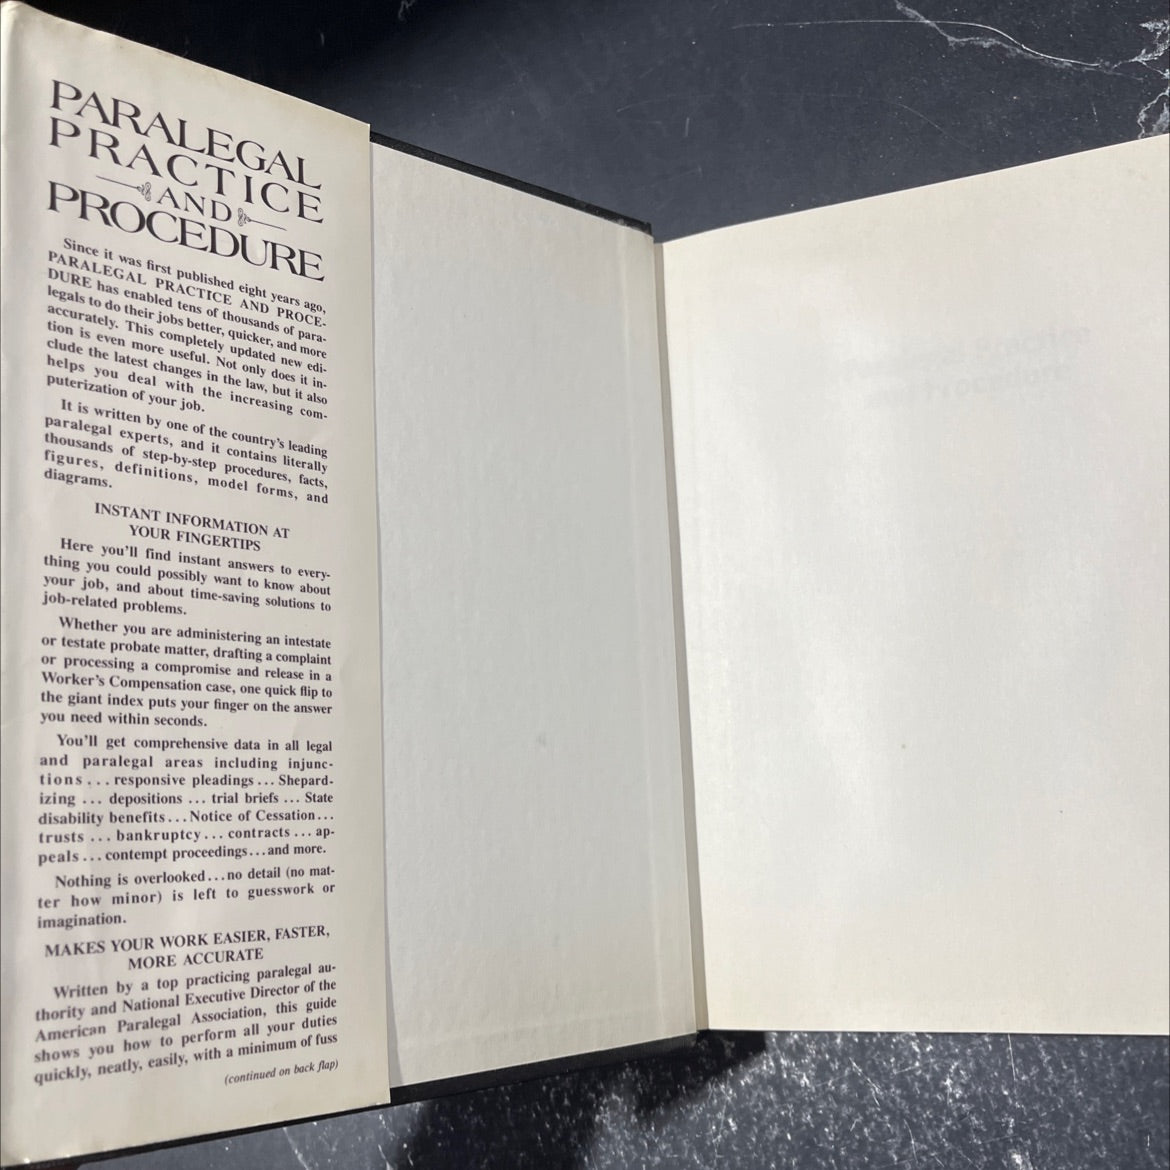 PARALEGAL
PRACTICE
AND
PROCEDURE
Since it was first published eight years ago,
PARALEGAL PRACTICE AND PROCE-
DURE has enabled tens of thousands of para-
legals to do their jobs better, quicker, and more
accurately. This completely updated new edi-
tion is even more useful. Not only does it in-
clude the latest changes in the law, but it also
helps you deal with the increasing com-
puterization of your job.
It is written by one of the country's leading
paralegal experts, and it contains literally
thousands of step-by-step procedures, facts,
figures, definitions, model forms, and
diagrams.
INSTANT INFORMATION AT
YOUR FINGERTIPS
Here you'll find instant answers to every-
thing you could possibly want to know about
your job, and about time-saving solutions to
job-related problems.
Whether you are administering an intestate
or testate probate matter, drafting a complaint
or processing a compromise and release in a
Worker's Compensation case, one quick flip to
the giant index puts your finger on the answer
you need within seconds.
You'll get comprehensive data in all legal
and paralegal areas including injunc-
tions ... responsive pleadings ... Shepard-
izing ... depositions ... trial briefs ... State
disability benefits ... Notice of Cessation ...
trusts ... bankruptcy ... contracts ... ap-
peals ... contempt proceedings ... and more.
Nothing is overlooked ... no detail (no mat-
ter how minor) is left to guesswork or
imagination.
MAKES YOUR WORK EASIER, FASTER,
MORE ACCURATE
Written by a top practicing paralegal au-
thority and National Executive Director of the
American Paralegal Association, this guide
shows you how to perform all your duties
quickly, neatly, easily, with a minimum of fuss
(continued on back flap)